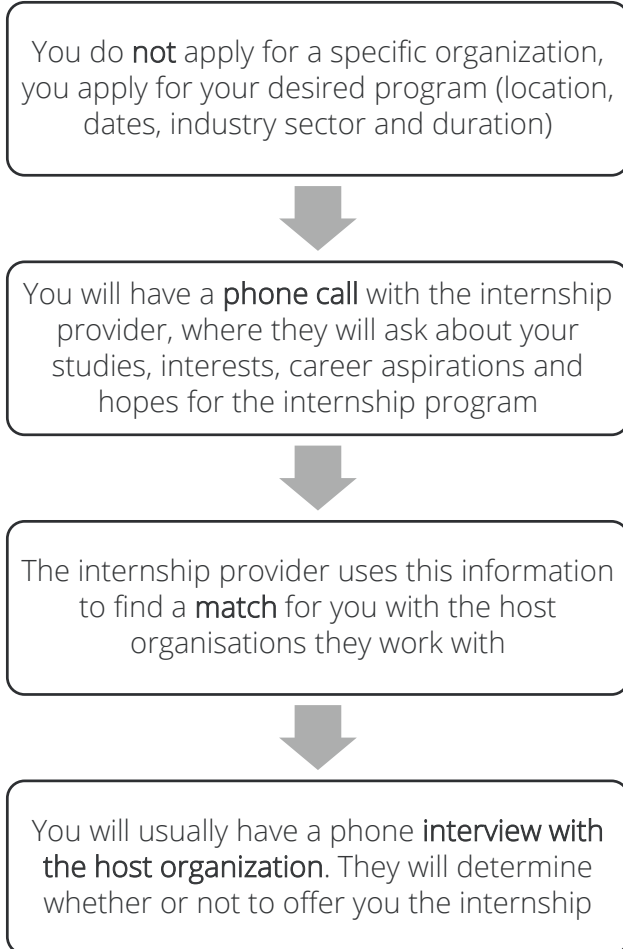 You do not apply for a specific organization,
you apply for your desired program (location,
dates, industry sector and duration)
You will have a phone call with the internship
provider, where they will ask about your
studies, interests, career aspirations and
hopes for the internship program
The internship provider uses this information
to find a match for you with the host
organisations they work with
You will usually have a phone interview with
the host organization. They will determine
whether or not to offer you the internship